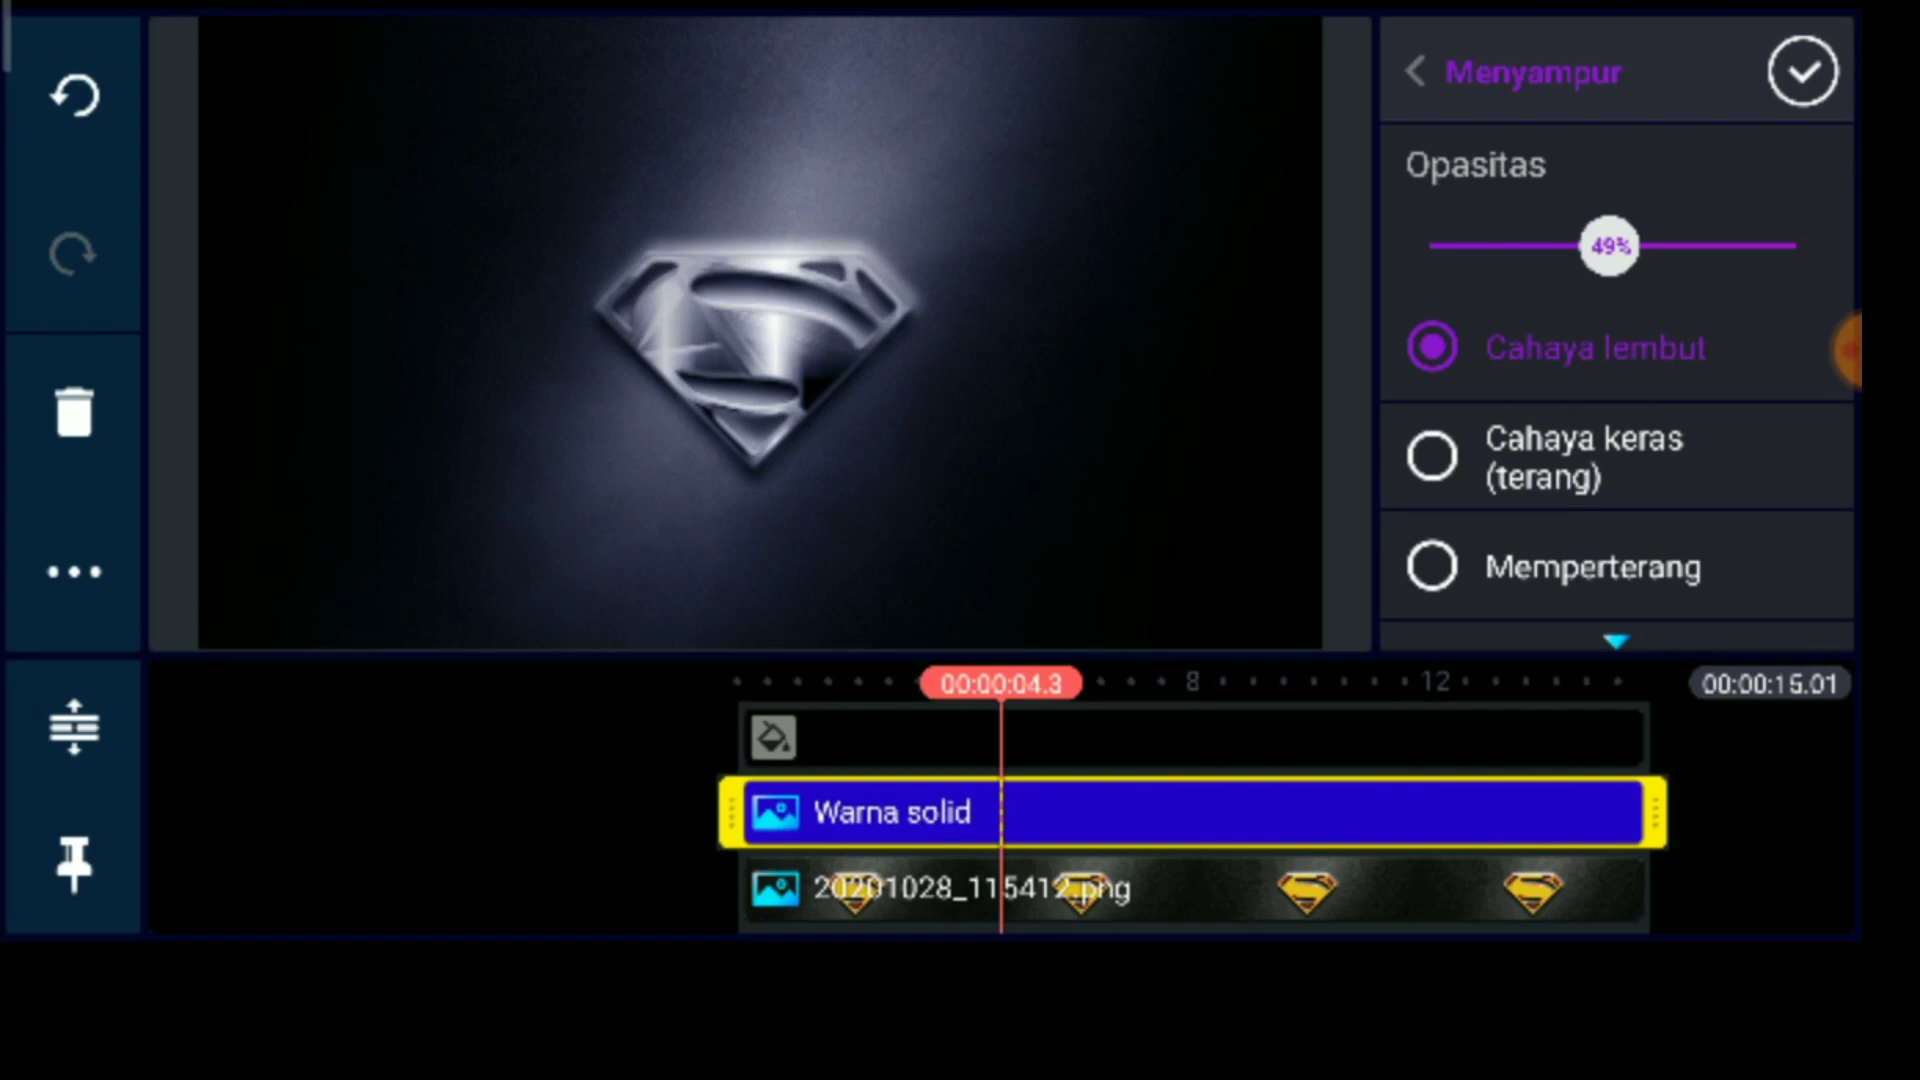 Menyampur
Opasitas
49%
Cahaya lembut
Cahaya keras
(terang)
Memperterang
00:00:04.3
8
12
00:00:15.01
Warna solid
20201028_115412.png